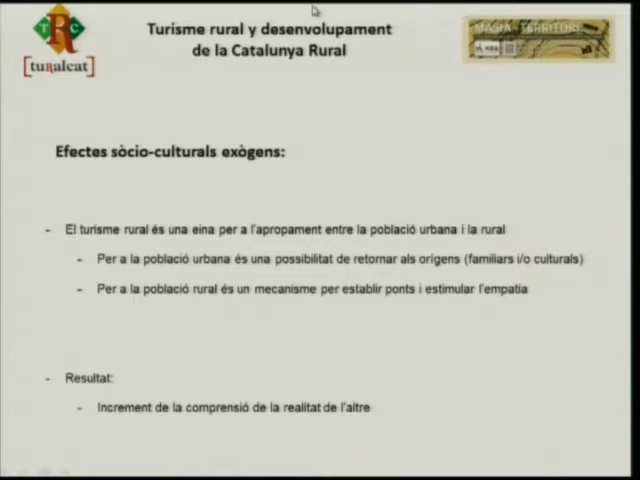 T R C
[turalcat]
Turisme rural y desenvolupament
de la Catalunya Rural
MASIA - TERRITORI
Efectes sòcio-culturals exògens:
- El turisme rural és una eina per a l'apropament entre la població urbana i la rural
- Per a la població urbana és una possibilitat de retornar als orígens (familiars i/o culturals)
- Per a la població rural és un mecanisme per establir ponts i estimular l'empatia
- Resultat:
- Increment de la comprensió de la realitat de l'altre